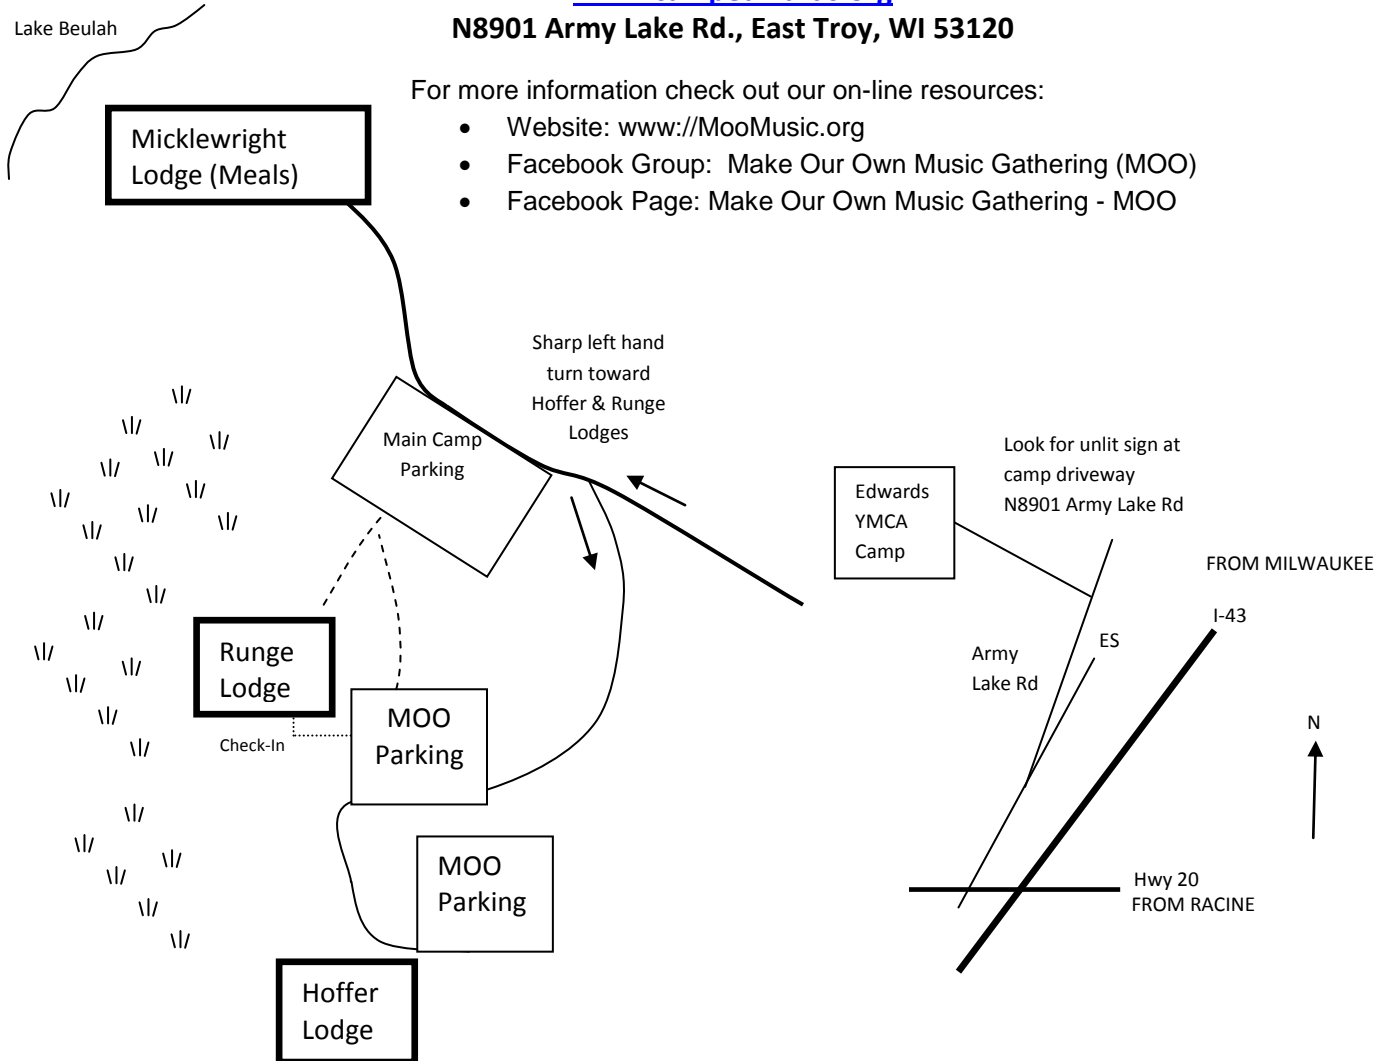 N8901 Army Lake Rd., East Troy, WI 53120
Lake Beulah
For more information check out our on-line resources:
• Website: www://MooMusic.org
• Facebook Group: Make Our Own Music Gathering (MOO)
• Facebook Page: Make Our Own Music Gathering - MOO
Micklewright
Lodge (Meals)
Sharp left hand
turn toward
Hoffer & Runge
Lodges
Main Camp
Parking
Look for unlit sign at
camp driveway
N8901 Army Lake Rd
Edwards
YMCA
Camp
FROM MILWAUKEE
I-43
ES
Army
Lake Rd
Runge
Lodge
MOO
Parking
Check-In
N
MOO
Parking
Hwy 20
FROM RACINE
Hoffer
Lodge